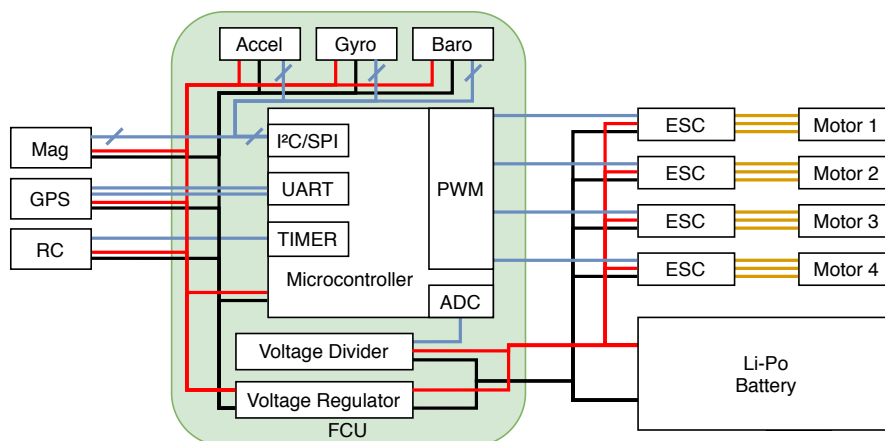 Accel
Gyro
Baro
Mag
I²C/SPI
ESC
Motor 1
GPS
UART
PWM
ESC
Motor 2
RC
TIMER
ESC
Motor 3
Microcontroller
ESC
Motor 4
ADC
Voltage Divider
Li-Po
Battery
Voltage Regulator
FCU